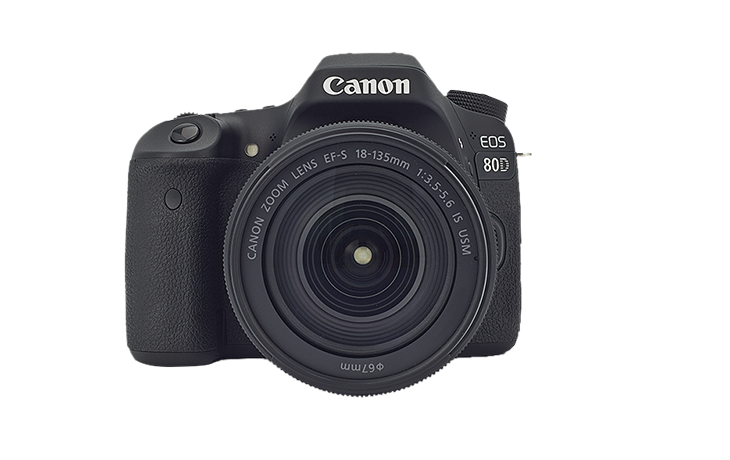 Canon
EOS
80D
CANON ZOOM LENS EF-S 18-135mm 1:3.5-5.6 IS USM
Φ67mm